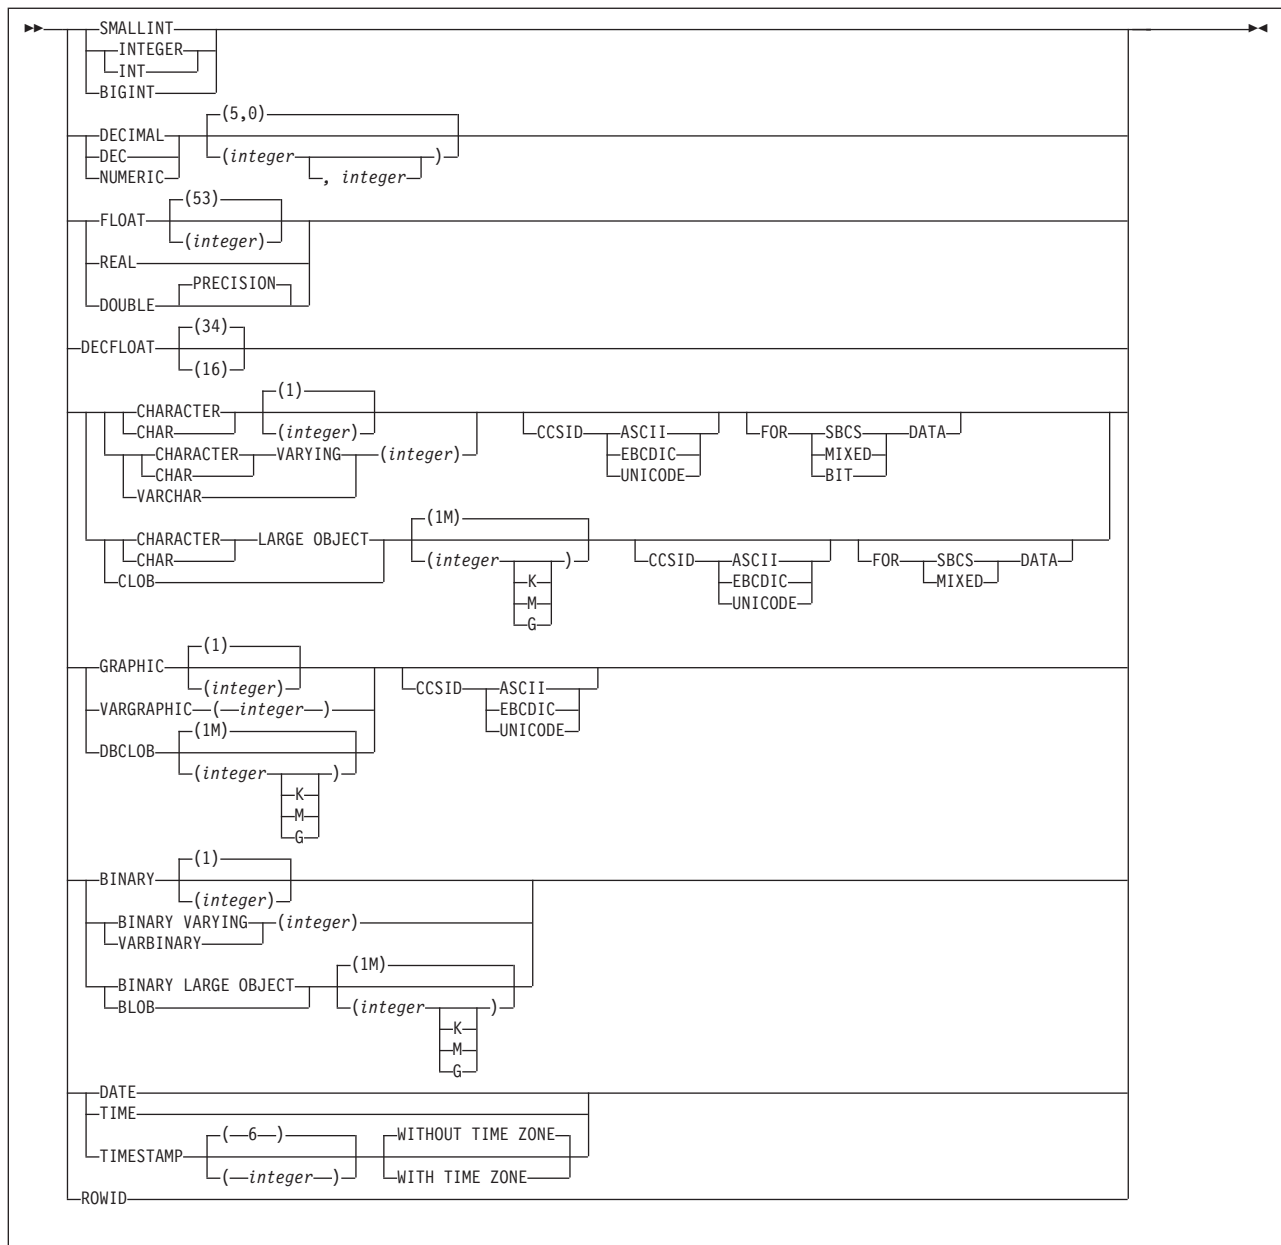 SMALLINT
INTEGER
INT
BIGINT
(5,0)
DECIMAL
DEC (integer )
NUMERIC , integer
(53)
FLOAT
(integer)
REAL
PRECISION
DOUBLE
(34)
DECFLOAT
(16)
(1)
CHARACTER
CHAR (integer) CCSID ASCII FOR SBCS DATA
CHARACTER VARYING (integer) EBCDIC MIXED
CHAR UNICODE BIT
VARCHAR
(1M)
CHARACTER LARGE OBJECT
CHAR (integer ) CCSID ASCII FOR SBCS DATA
CLOB K EBCDIC MIXED
M UNICODE
G
(1)
GRAPHIC
(integer) CCSID ASCII
VARGRAPHIC ( integer ) EBCDIC
(1M) UNICODE
DBCLOB
(integer )
K
M
G
(1)
BINARY
(integer)
BINARY VARYING (integer)
VARBINARY
(1M)
BINARY LARGE OBJECT
BLOB (integer )
K
M
G
DATE
TIME
( 6 ) WITHOUT TIME ZONE
TIMESTAMP
( integer ) WITH TIME ZONE
ROWID